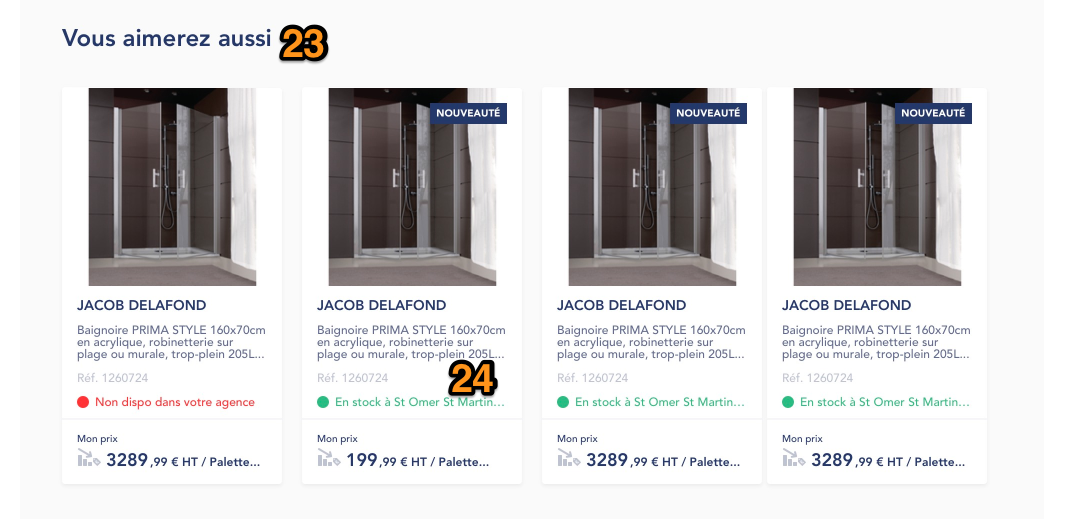 Vous aimerez aussi 23
JACOB DELAFOND
Baignoire PRIMA STYLE 160x70cm
en acrylique, robinetterie sur
plage ou murale, trop-plein 205L...
Réf. 1260724
Non dispo dans votre agence
Mon prix
3289,99 € HT / Palette...
NOUVEAUTÉ
JACOB DELAFOND
Baignoire PRIMA STYLE 160x70cm
en acrylique, robinetterie sur
plage ou murale, trop-plein 205L...
Réf. 1260724
24
En stock à St Omer St Martin...
Mon prix
199,99 € HT / Palette...
NOUVEAUTÉ
JACOB DELAFOND
Baignoire PRIMA STYLE 160x70cm
en acrylique, robinetterie sur
plage ou murale, trop-plein 205L...
Réf. 1260724
En stock à St Omer St Martin...
Mon prix
3289,99 € HT / Palette...
NOUVEAUTÉ
JACOB DELAFOND
Baignoire PRIMA STYLE 160x70cm
en acrylique, robinetterie sur
plage ou murale, trop-plein 205L...
Réf. 1260724
En stock à St Omer St Martin...
Mon prix
3289,99 € HT / Palette...